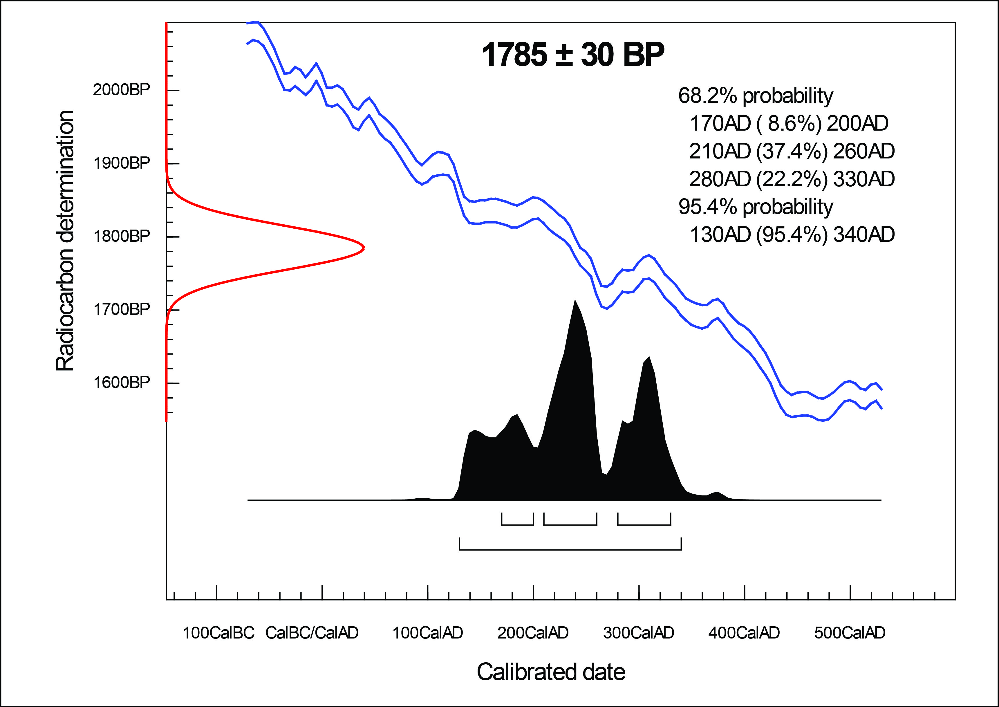 1785 ± 30 BP
68.2% probability
170AD ( 8.6%) 200AD
210AD (37.4%) 260AD
280AD (22.2%) 330AD
95.4% probability
130AD (95.4%) 340AD
Radiocarbon determination
2000BP
1900BP
1800BP
1700BP
1600BP
100CalBC CalBC/CalAD 100CalAD 200CalAD 300CalAD 400CalAD 500CalAD
Calibrated date